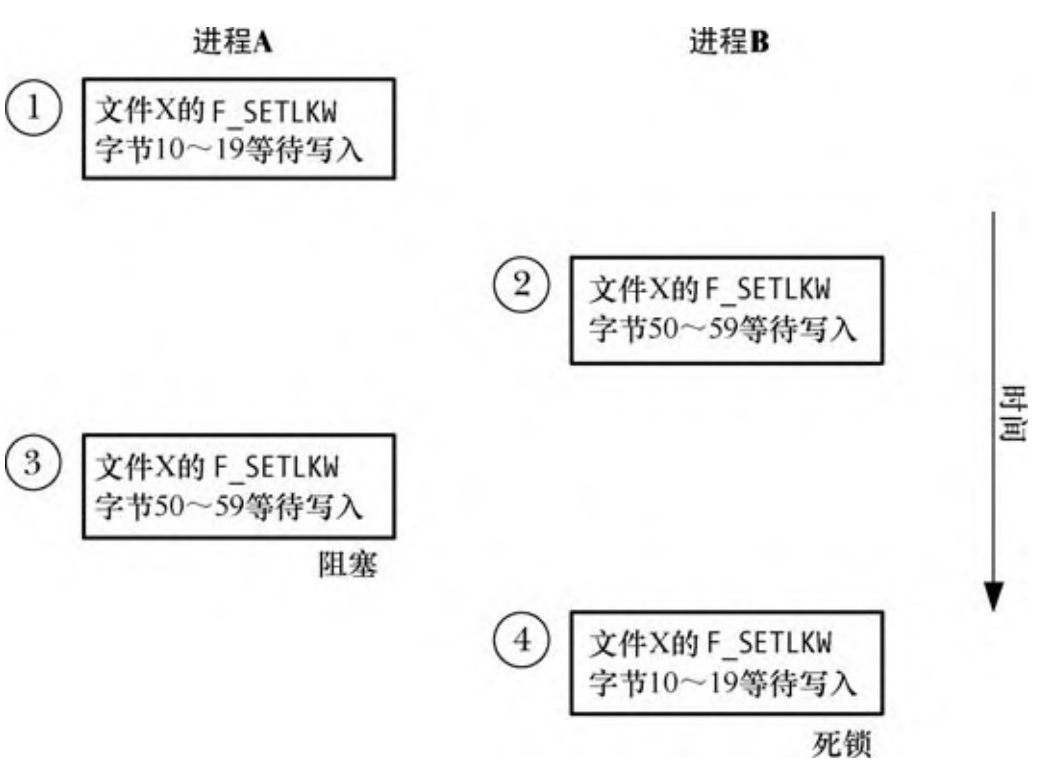 进程A
进程B
①
文件X的 F_SETLKW
字节10～19等待写入
②
文件X的 F_SETLKW
字节50～59等待写入
时间
③
文件X的 F_SETLKW
字节50～59等待写入
阻塞
④
文件X的 F_SETLKW
字节10～19等待写入
死锁